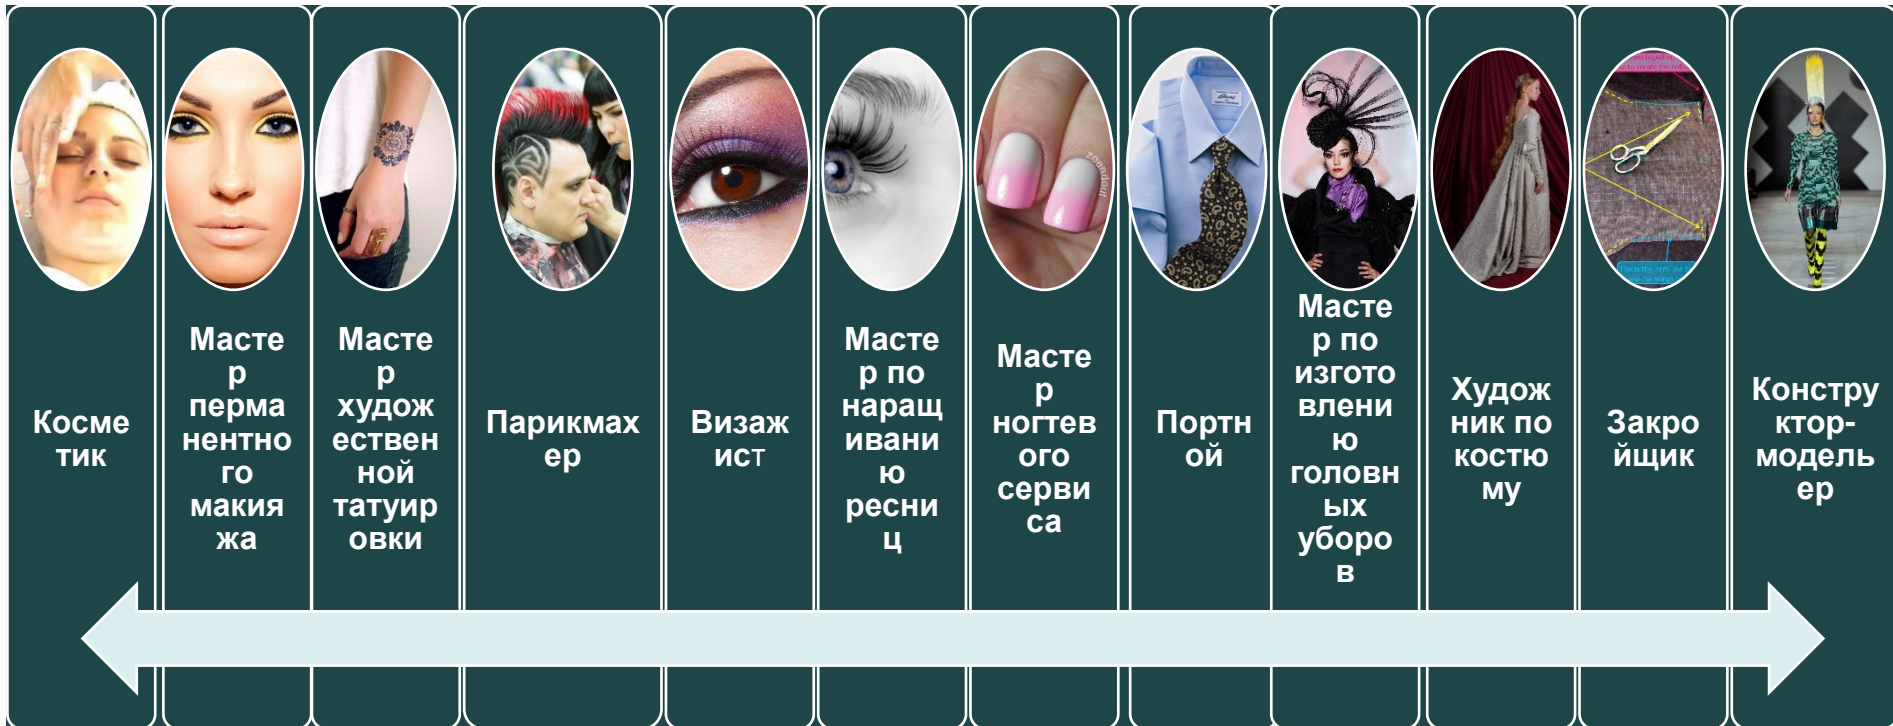 Косме
тик
Масте
р
перма
нентно
го
макия
жа
Масте
р
худож
ествен
ной
татуир
овки
Парикмах
ер
Визаж
ист
Масте
р по
наращ
ивани
ю
ресни
ц
Масте
р
ногтев
ого
серви
са
Портн
ой
Масте
р по
изгото
влени
ю
головн
ых
уборо
в
Худож
ник по
костю
му
Закро
йщик
Констру
ктор-
модель
ер